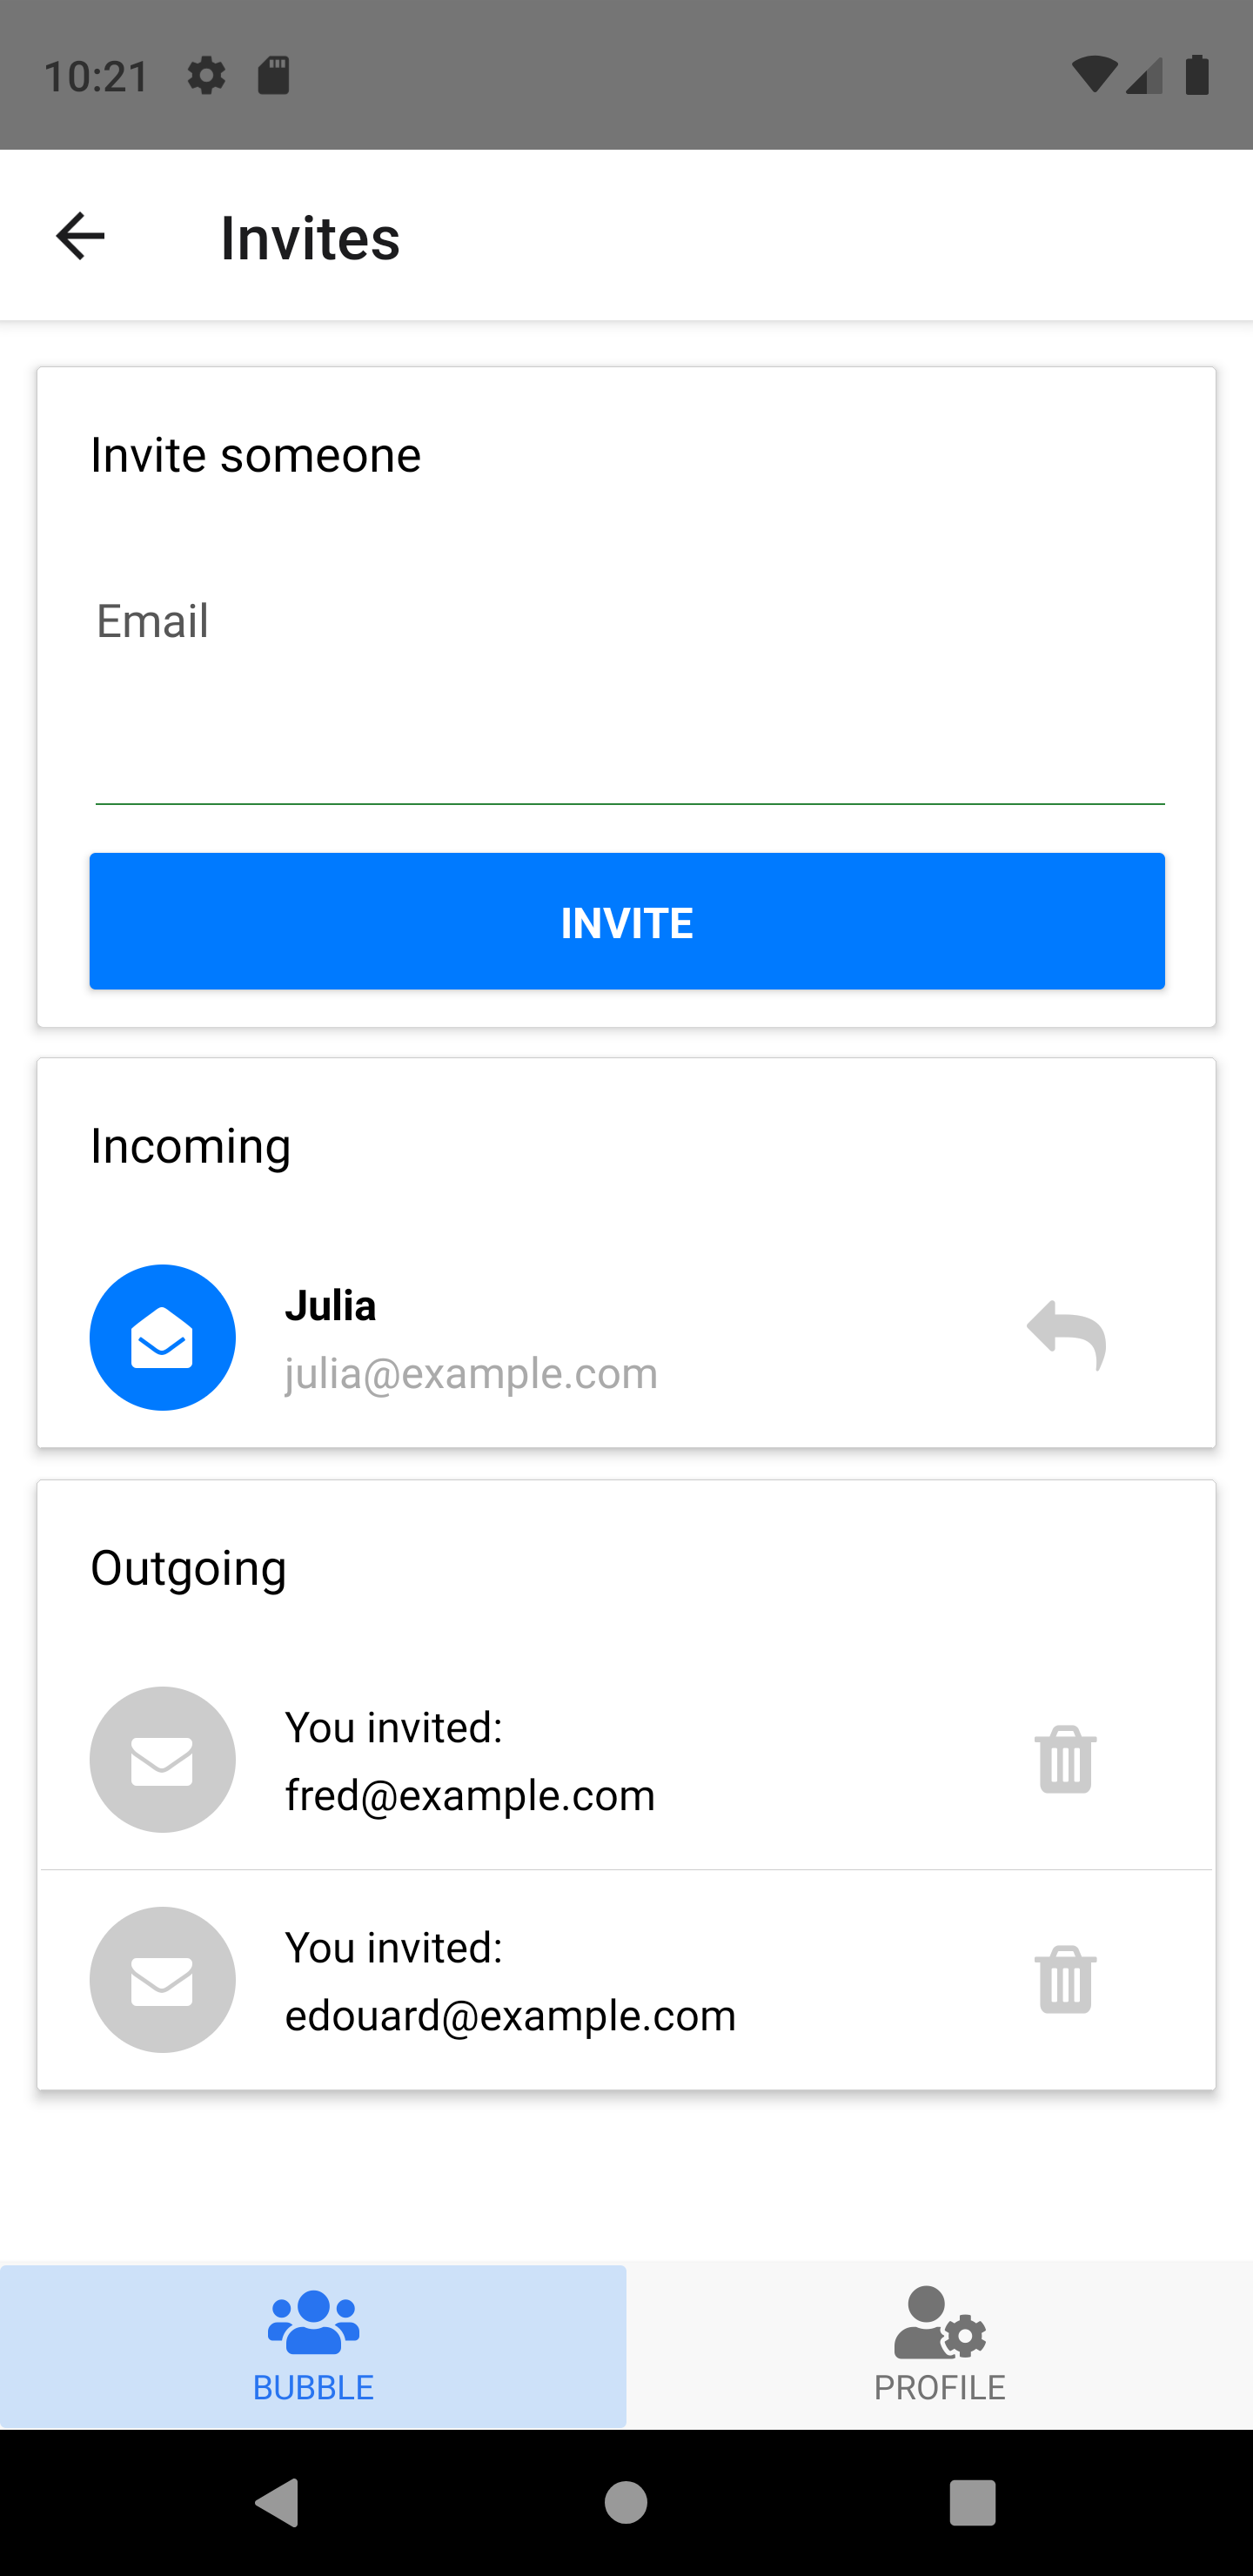 10:21
Invites
Invite someone
Email
INVITE
Incoming
Julia
julia@example.com
Outgoing
You invited:
fred@example.com
You invited:
edouard@example.com
BUBBLE
PROFILE